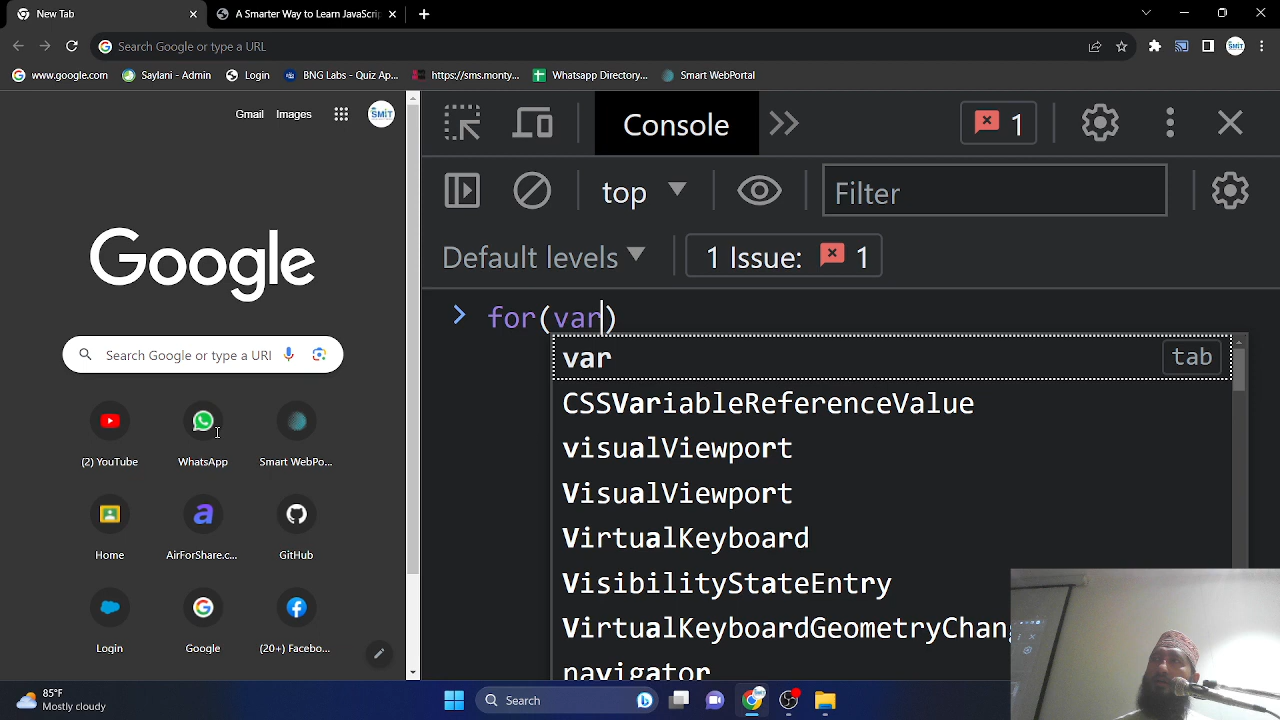 New Tab
A Smarter Way to Learn JavaScrip
Search Google or type a URL
www.google.com
Saylani - Admin
Login
BNG Labs - Quiz Ap...
https://sms.monty...
Whatsapp Directory...
Smart WebPortal
Gmail
Images
SMIT
Google
Search Google or type a URI
(2) YouTube
WhatsApp
Smart WebPo...
Home
AirForShare.c...
GitHub
Login
Google
(20+) Facebo...
Console
1
top
Filter
Default levels
1 Issue:
1
for(var)
var
tab
CSSVariableReferenceValue
visualViewport
VisualViewport
VirtualKeyboard
VisibilityStateEntry
VirtualKeyboardGeometryChan
navigator
85°F
Mostly cloudy
Search